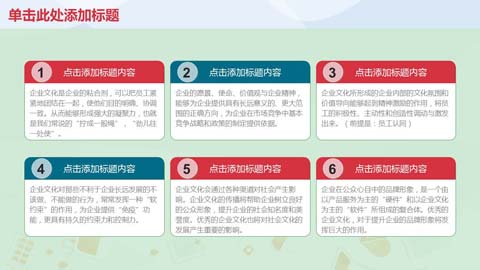 单击此处添加标题
1 点击添加标题内容
企业文化是企业的粘合剂,可以把员工紧
紧地团结在一起,使他们目的明确、协调
一致。从而能够形成强大的凝聚力,也就
是我们常说的“拧成一股绳”、“劲儿往
一处使”。
2 点击添加标题内容
企业的愿景、使命、价值观与企业精神,
能够为企业提供具有长远意义的、更大范
围的正确方向,为企业在市场竞争中基本
竞争战略和政策的制定提供依据。
3 点击添加标题内容
企业文化所形成的企业内部的文化氛围和
价值导向能够起到精神激励的作用,将员
工的积极性、主动性和创造性调动与激发
出来。(前提是:员工认同)
4 点击添加标题内容
企业文化对那些不利于企业长远发展的不
该做、不能做的行为,常常发挥一种“软
约束”的作用,为企业提供“免疫”功
能,更具有持久的约束力和控制力。
5 点击添加标题内容
企业文化会通过各种渠道对社会产生影
响。企业文化的传播将帮助企业树立良好
的公众形象,提升企业的社会知名度和美
誉度。优秀的企业文化也将对社会文化的
发展产生重要的影响。
6 点击添加标题内容
企业在公众心目中的品牌形象,是一个由
以产品服务为主的“硬件”和以企业文化
为主的“软件”所组成的复合体。优秀的
企业文化,对于提升企业的品牌形象将发
挥巨大的作用。